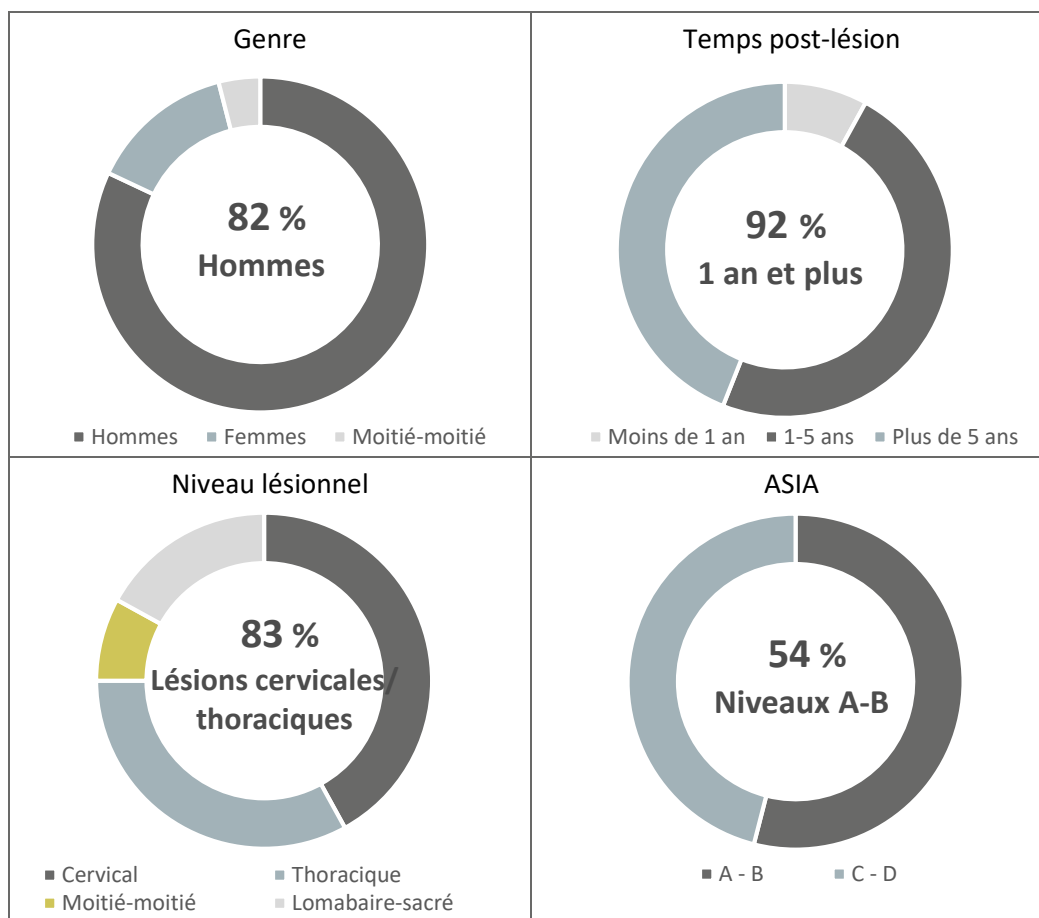 Genre
82 %
Hommes
Hommes Femmes Moitié-moitié
Temps post-lésion
92 %
1 an et plus
Moins de 1 an 1-5 ans Plus de 5 ans
Niveau lésionnel
83 %
Lésions cervicales/
thoraciques
Cervical Thoracique
Moitié-moitié Lomabaire-sacré
ASIA
54 %
Niveaux A-B
A - B C - D